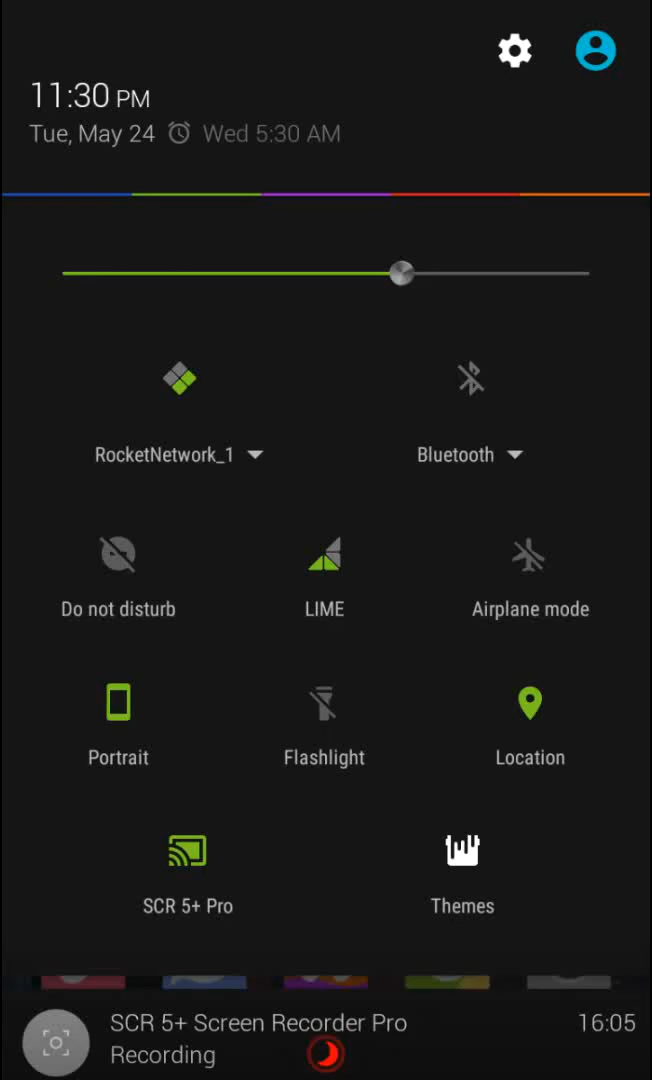 11:30 PM
Tue, May 24 Wed 5:30 AM
RocketNetwork_1 Bluetooth
Do not disturb LIME Airplane mode
Portrait Flashlight Location
SCR 5+ Pro Themes
SCR 5+ Screen Recorder Pro 16:05
Recording